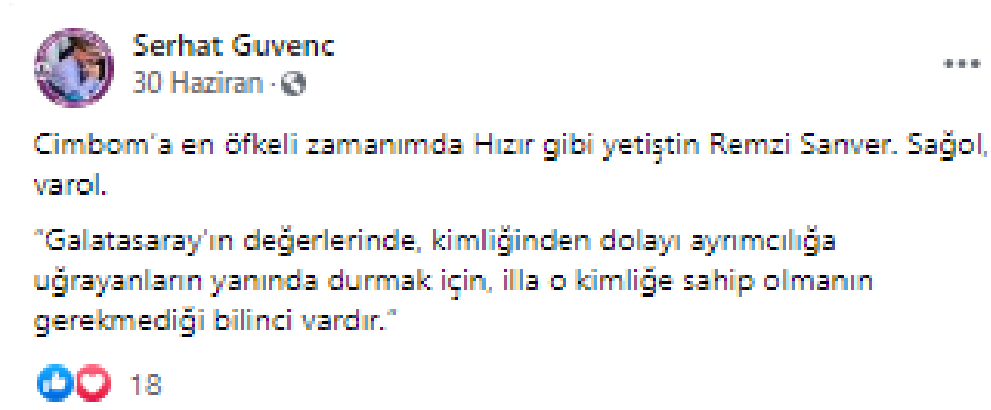 Serhat Guvenc
30 Haziran ·
Cimbom'a en öfkeli zamanımda Hızır gibi yetiştin Remzi Sanver. Sağol,
varol.
"Galatasaray'ın değerlerinde, kimliğinden dolayı ayrımcılığa
uğrayanların yanında durmak için, illa o kimliğe sahip olmanın
gerekmediği bilinci vardır."
18